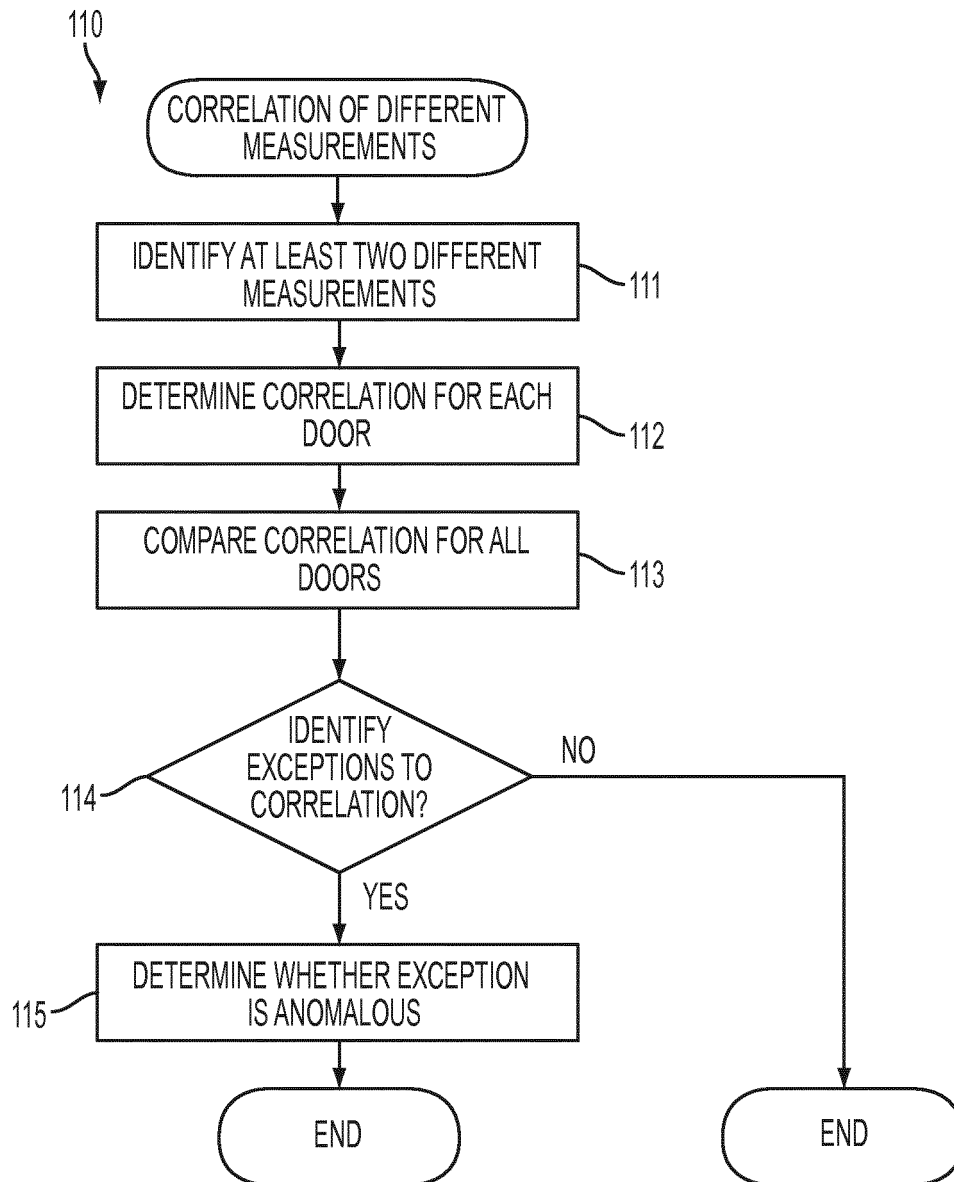 110
CORRELATION OF DIFFERENT
MEASUREMENTS
IDENTIFY AT LEAST TWO DIFFERENT
MEASUREMENTS
111
DETERMINE CORRELATION FOR EACH
DOOR
112
COMPARE CORRELATION FOR ALL
DOORS
113
IDENTIFY
EXCEPTIONS TO
CORRELATION?
114
NO
YES
DETERMINE WHETHER EXCEPTION
IS ANOMALOUS
115
END
END